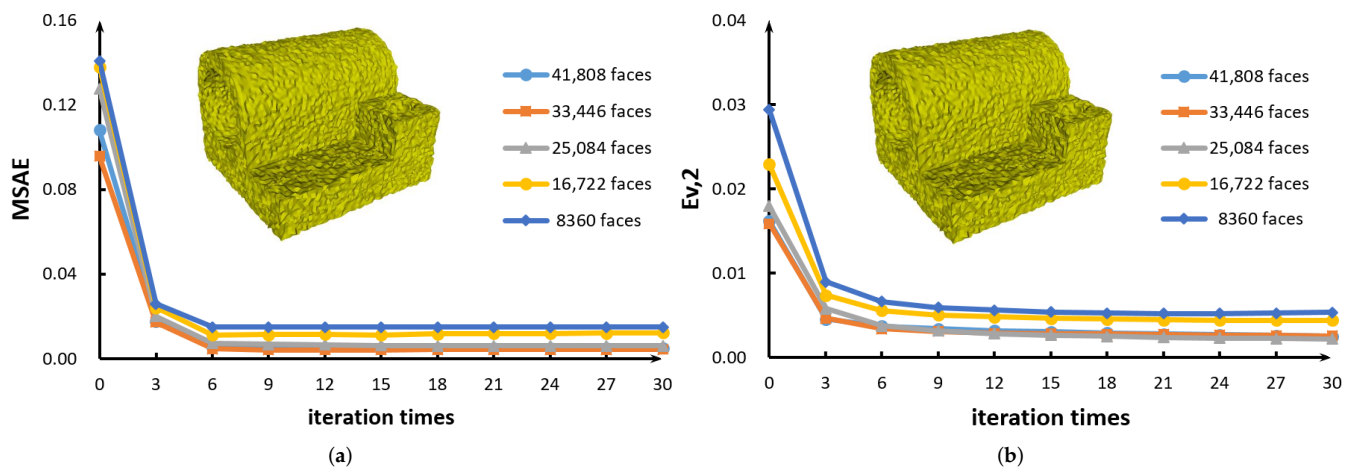 0.16
0.12
0.08
0.04
0.00
MSAE
0 3 6 9 12 15 18 21 24 27 30
iteration times
41,808 faces
33,446 faces
25,084 faces
16,722 faces
8360 faces
(a)
0.04
0.03
0.02
0.01
0.00
Ev,2
0 3 6 9 12 15 18 21 24 27 30
iteration times
41,808 faces
33,446 faces
25,084 faces
16,722 faces
8360 faces
(b)